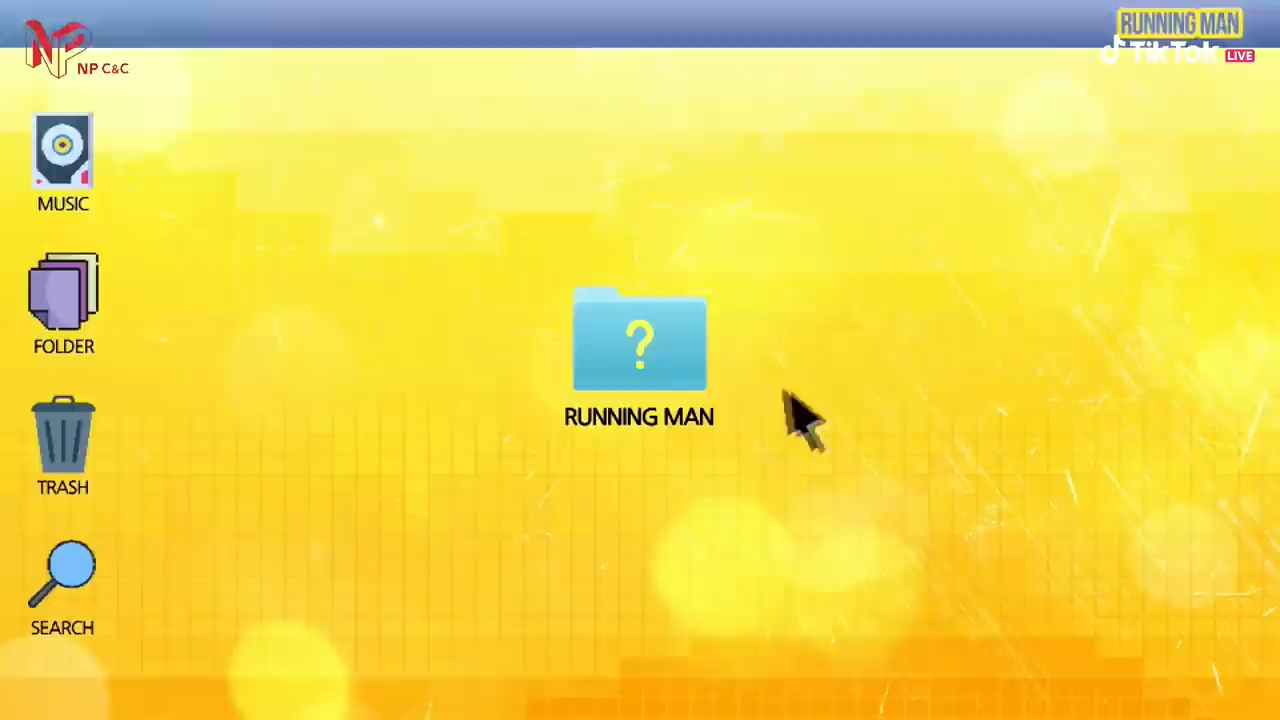 RUNNING MAN
TikTok LIVE
NP C&C
MUSIC
FOLDER
?
RUNNING MAN
TRASH
SEARCH